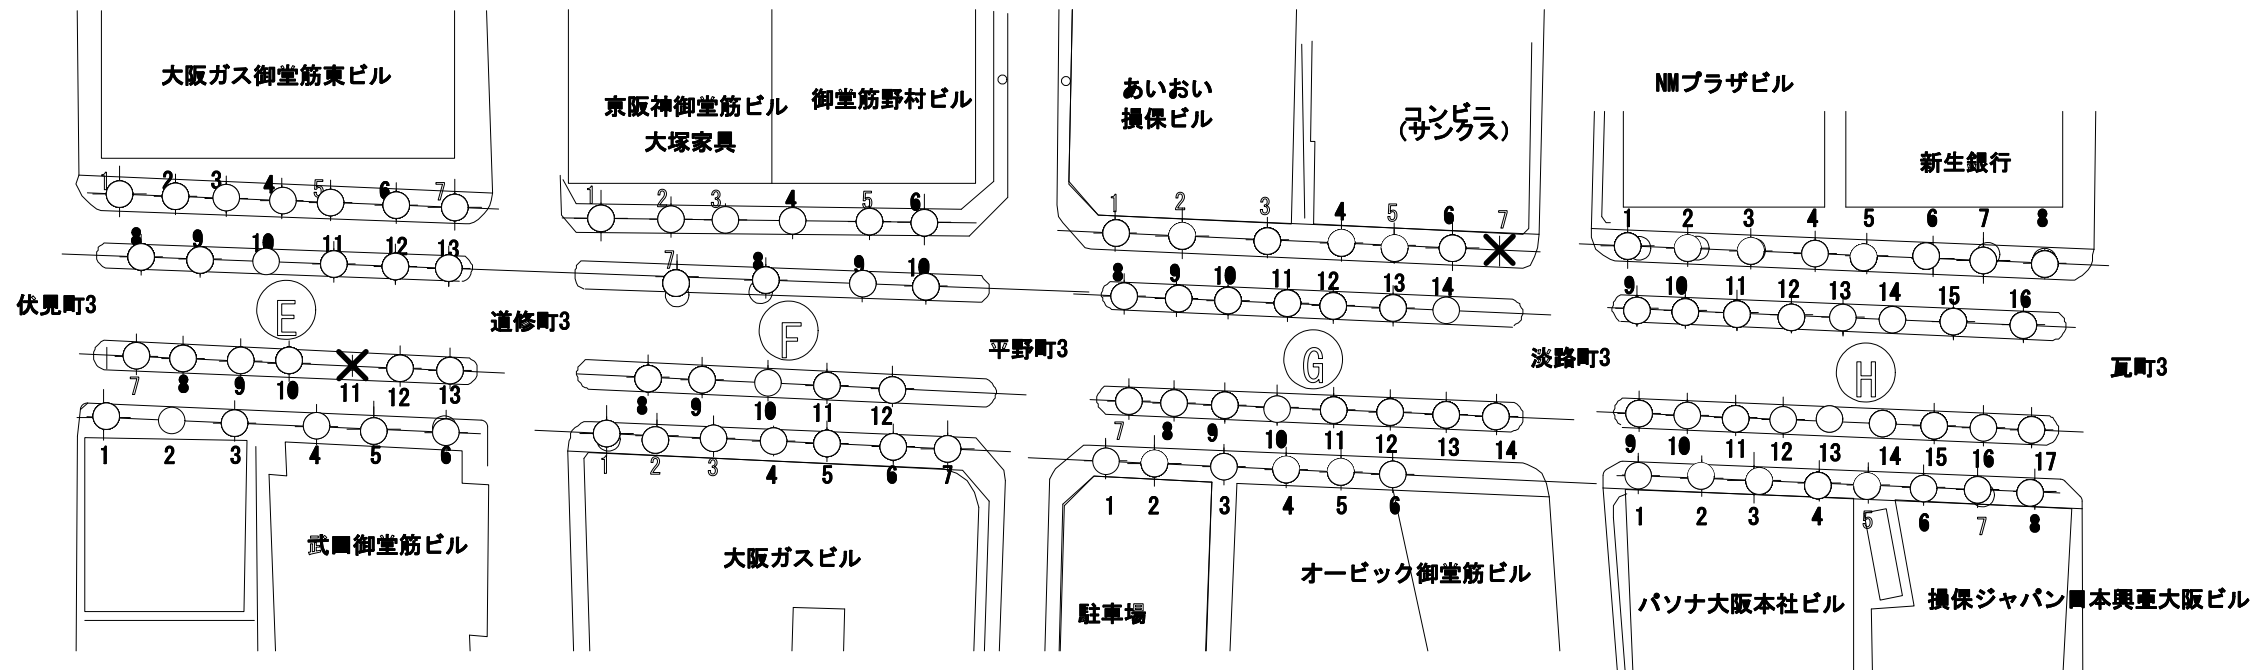 大阪ガス御堂筋東ビル
東阪神御堂筋ビル
大塚家具
御堂筋野村ビル
あいおい
損保ビル
コンビニ
(サンクス)
NMプラザビル
新生銀行
1 2 3 4 5 6 7
1 2 3 4 5 6
1 2 3 4 5 6 7
1 2 3 4 5 6 7 8
8 9 10 11 12 13
7 8 9 10
8 9 10 11 12 13 14
9 10 11 12 13 14 15 16
伏見町3
E
道修町3
F
平野町3
G
淡路町3
H
瓦町3
7 8 9 10 11 12 13
8 9 10 11 12
7 8 9 10 11 12 13 14
9 10 11 12 13 14 15 16 17
1 2 3 4 5 6
1 2 3 4 5 6 7
1 2 3 4 5 6
1 2 3 4 5 6 7 8
武田御堂筋ビル
大阪ガスビル
駐車場
オービック御堂筋ビル
パソナ大阪本社ビル
損保ジャパン日本興亜大阪ビル